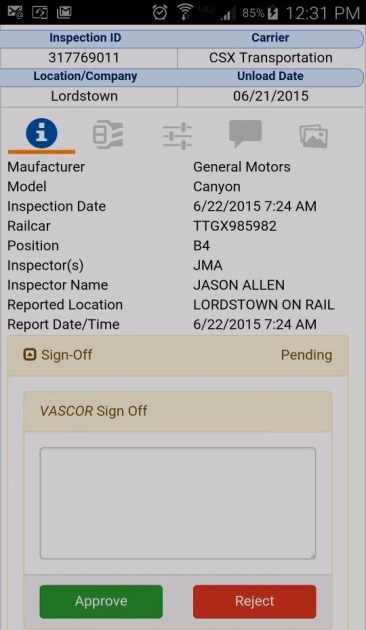 85% 12:31 PM
Inspection ID Carrier
317769011 CSX Transportation
Location/Company Unload Date
Lordstown 06/21/2015
Maufacturer General Motors
Model Canyon
Inspection Date 6/22/2015 7:24 AM
Railcar TTGX985982
Position B4
Inspector(s) JMA
Inspector Name JASON ALLEN
Reported Location LORDSTOWN ON RAIL
Report Date/Time 6/22/2015 7:24 AM
Sign-Off Pending
VASCOR Sign Off
Approve Reject